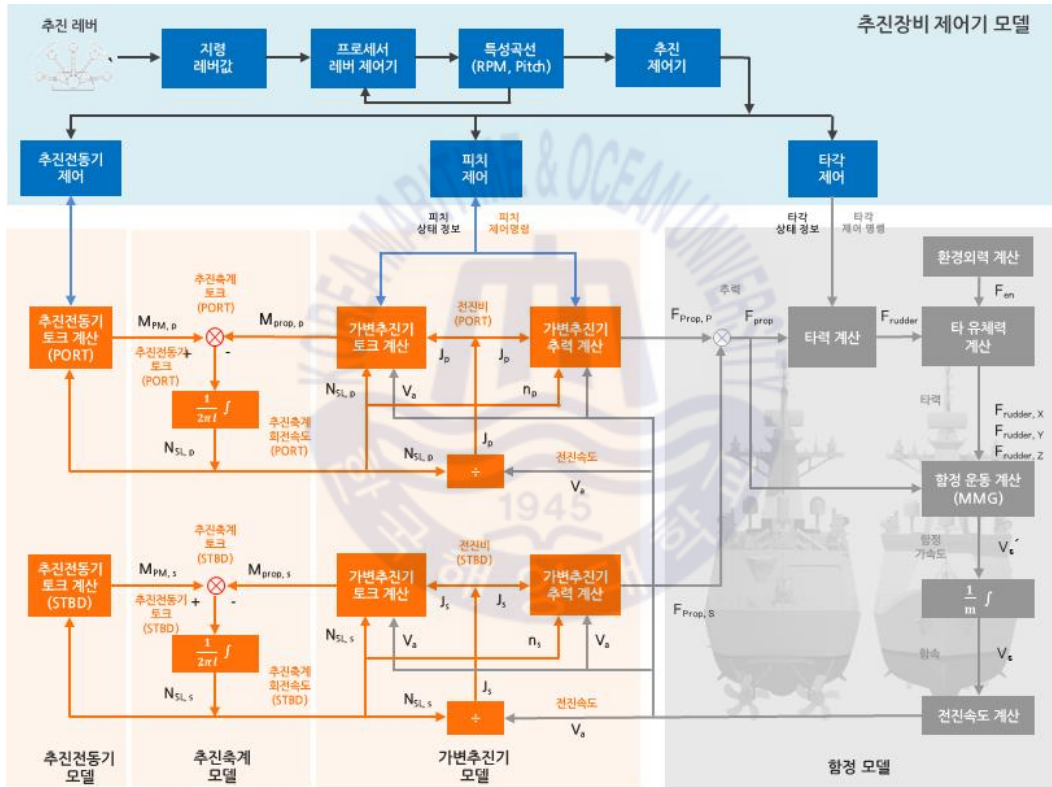 추진 레버
추진장비 제어기 모델
지령
레버값
프로세서
레버 제어기
특성곡선
(RPM, Pitch)
추진
제어기
추진전동기
제어
피치
제어
타각
제어
피치
상태 정보
피치
제어명령
타각
상태 정보
타각
제어 명령
환경외력 계산
F_en
추진축계
토크
(PORT)
추진전동기
토크 계산
(PORT)
M_PM, p
M_prop, p
가변추진기
토크 계산
전진비
(PORT)
가변추진기
추력 계산
F_Prop, P
추력
F_prop
타력 계산
F_rudder
타 유체력
계산
+
-
추진전동기
토크
(PORT)
J_p
J_p
1/2πI ∫
N_SL, p
V_a
n_p
추진축계
회전속도
(PORT)
J_p
타력
F_rudder, X
F_rudder, Y
F_rudder, Z
N_SL, p
N_SL, p
÷
전진속도
V_a
함정 운동 계산
(MMG)
KOREA MARITIME & OCEAN UNIVERSITY
1945
추진축계
토크
(STBD)
전진비
(STBD)
함정
가속도
V_s´
추진전동기
토크 계산
(STBD)
M_PM, s
M_prop, s
가변추진기
토크 계산
가변추진기
추력 계산
1/m ∫
+
-
추진전동기
토크
(STBD)
J_s
J_s
F_Prop, S
1/2πI ∫
N_SL, s
V_a
n_s
V_a
함속
V_s
추진축계
회전속도
(STBD)
J_s
N_SL, s
N_SL, s
÷
전진속도
V_a
전진속도 계산
추진전동기
모델
추진축계
모델
가변추진기
모델
함정 모델